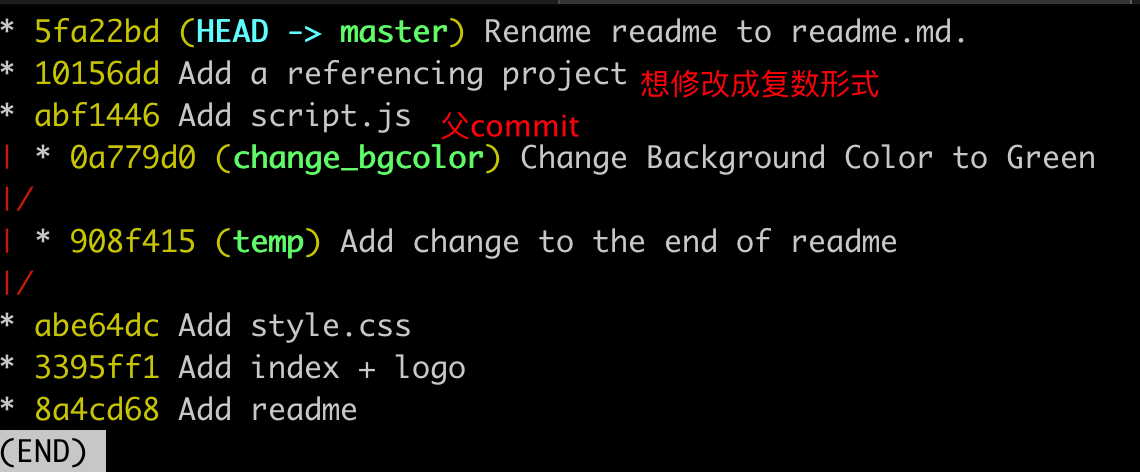 * 5fa22bd (HEAD -> master) Rename readme to readme.md.
* 10156dd Add a referencing project 想修改成复数形式
* abf1446 Add script.js 父commit
| * 0a779d0 (change_bgcolor) Change Background Color to Green
|/
| * 908f415 (temp) Add change to the end of readme
|/
* abe64dc Add style.css
* 3395ff1 Add index + logo
* 8a4cd68 Add readme
(END)